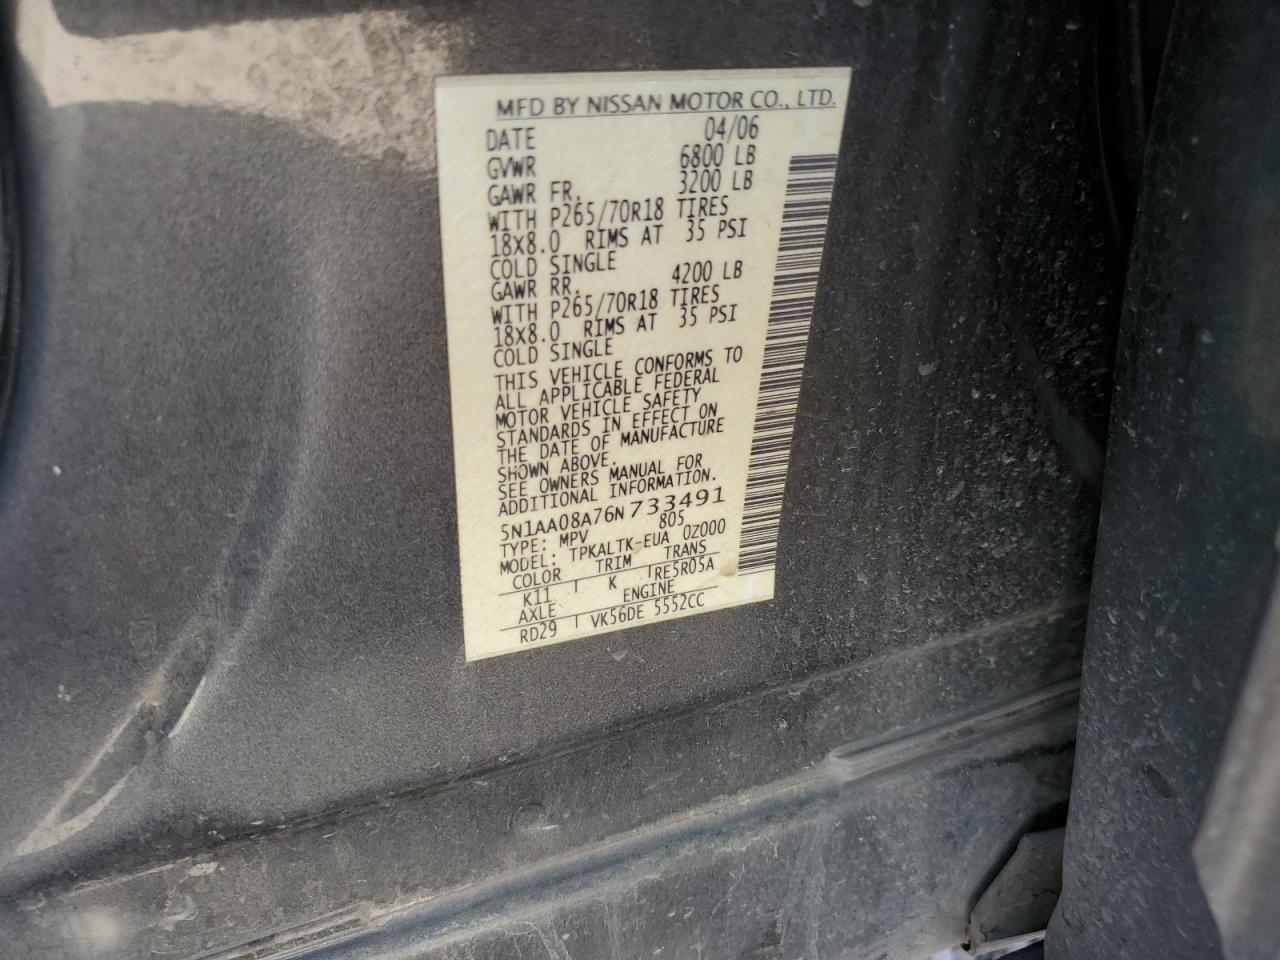 MFD BY NISSAN MOTOR CO., LTD.
DATE 04/06
GVWR 6800 LB
GAWR FR. 3200 LB
WITH P265/70R18 TIRES
18X8.0 RIMS AT 35 PSI
COLD SINGLE
GAWR RR. 4200 LB
WITH P265/70R18 TIRES
18X8.0 RIMS AT 35 PSI
COLD SINGLE
THIS VEHICLE CONFORMS TO
ALL APPLICABLE FEDERAL
MOTOR VEHICLE SAFETY
STANDARDS IN EFFECT ON
THE DATE OF MANUFACTURE
SHOWN ABOVE.
SEE OWNERS MANUAL FOR
ADDITIONAL INFORMATION.
5N1AA08A76N733491
TYPE: MPV 805
MODEL: TPKALTK-EUA 0Z000
COLOR TRIM TRANS
K11 K RE5R05A
AXLE ENGINE
RD29 VK56DE 5552CC